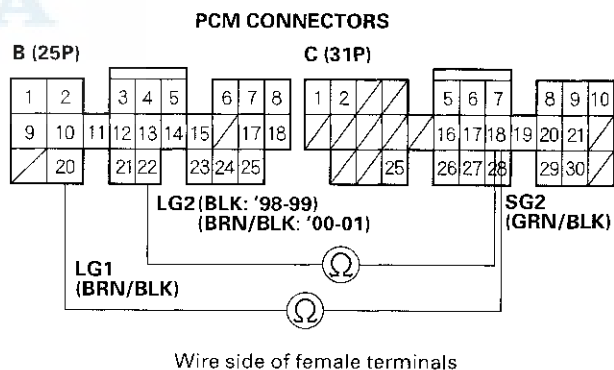 PCM CONNECTORS
B (25P)
C (31P)
1 2 3 4 5 6 7 8
9 10 11 12 13 14 15 17 18
20 21 22 23 24 25
1 2 5 6 7 8 9 10
16 17 18 19 20 21
25 26 27 28 29 30
LG2 (BLK: '98-99)
(BRN/BLK: '00-01)
SG2
(GRN/BLK)
LG1
(BRN/BLK)
Ω
Ω
Wire side of female terminals